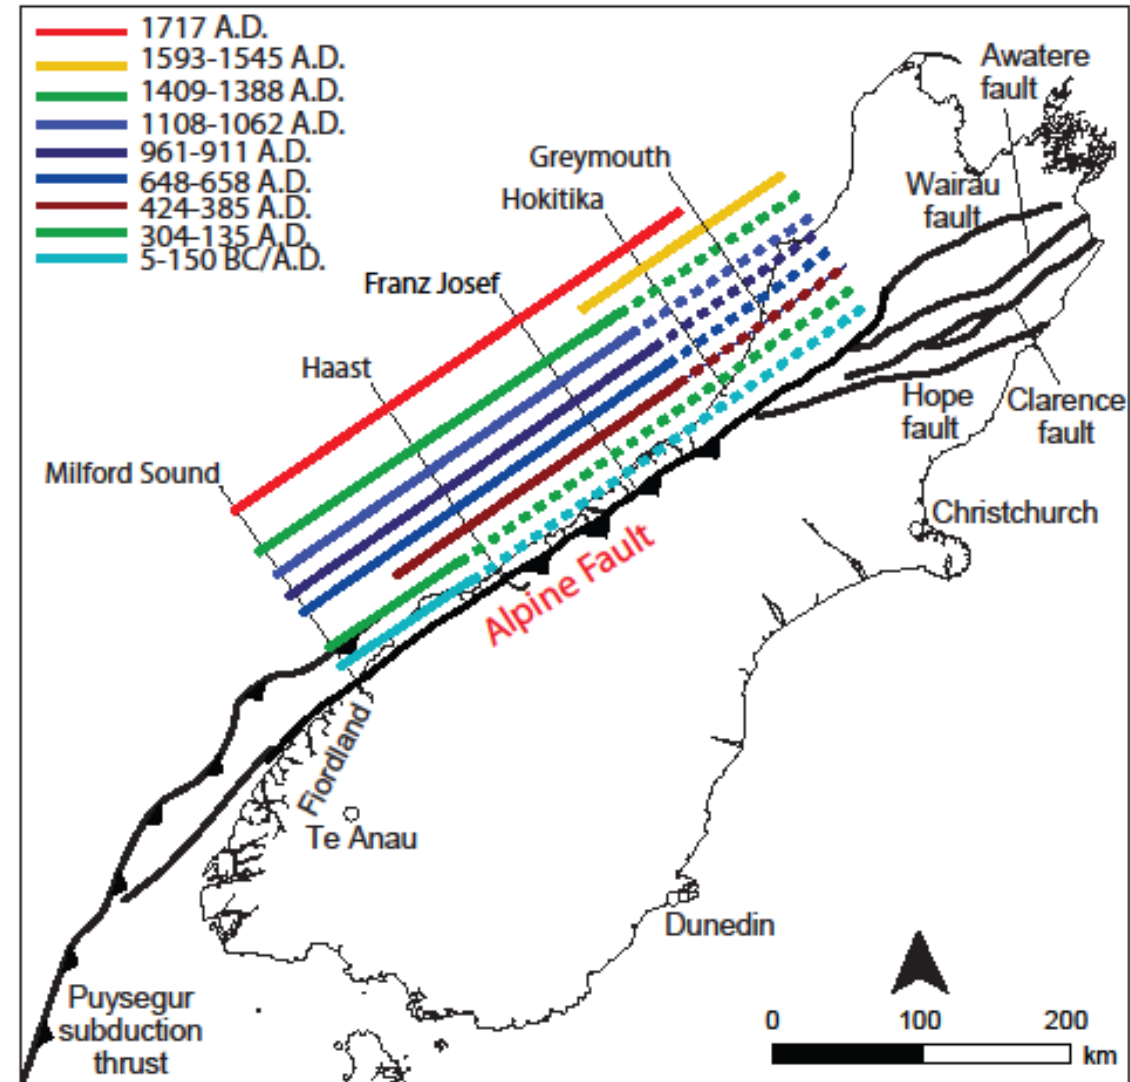 1717 A.D.
1593-1545 A.D.
1409-1388 A.D.
1108-1062 A.D.
961-911 A.D.
648-658 A.D.
424-385 A.D.
304-135 A.D.
5-150 BC/A.D.
Awatere
fault
Greymouth
Hokitika
Wairau
fault
Franz Josef
Haast
Milford Sound
Hope
fault
Clarence
fault
Christchurch
Alpine Fault
Fiordland
Te Anau
Dunedin
Puysegur
subduction
thrust
0 100 200
km